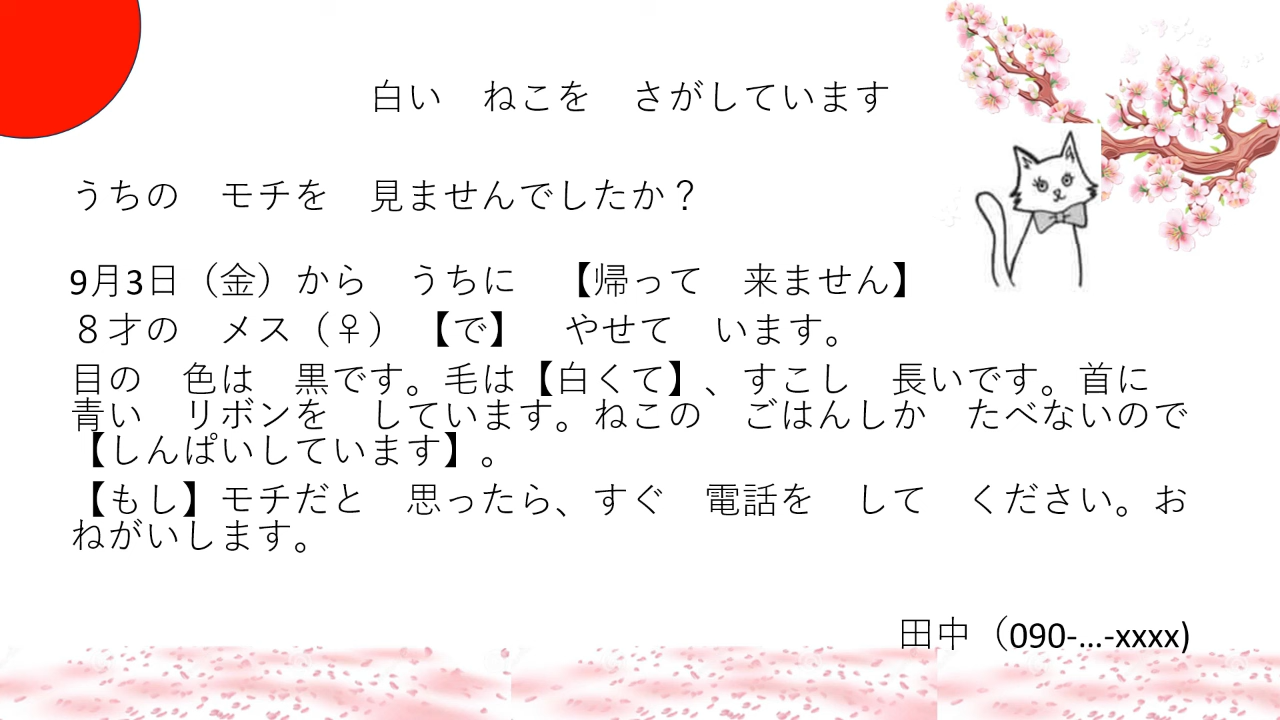 白い　ねこを　さがしています
うちの　モチを　見ませんでしたか？
9月3日（金）から　うちに　【帰って　来ません】
８才の　メス（♀）【で】　やせて　います。
目の　色は　黒です。毛は【白くて】、すこし　長いです。首に
青い　リボンを　しています。ねこの　ごはんしか　たべないので
【しんぱいしています】。
【もし】モチだと　思ったら、すぐ　電話を　して　ください。お
ねがいします。
田中（090-…-xxxx)